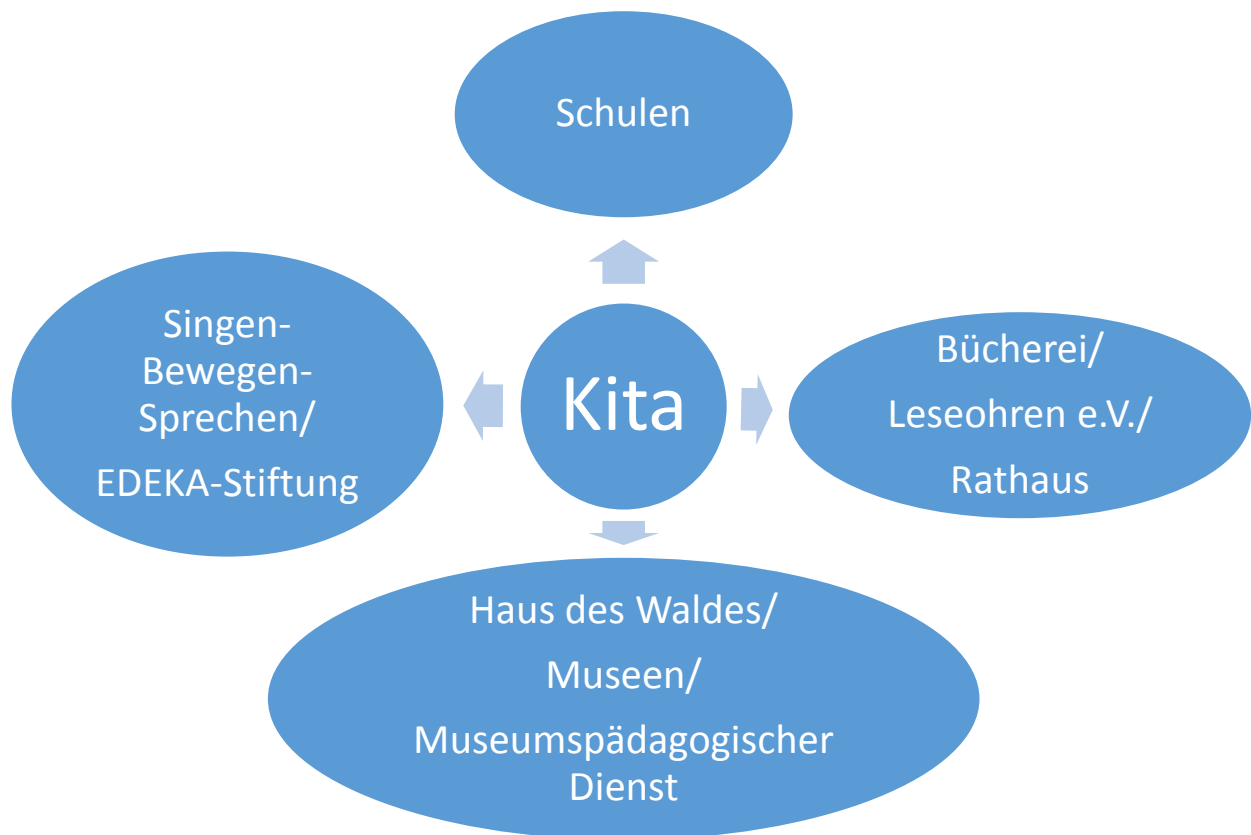 Schulen
Singen-
Bewegen-
Sprechen/
EDEKA-Stiftung
Kita
Bücherei/
Leseohren e.V./
Rathaus
Haus des Waldes/
Museen/
Museumspädagogischer
Dienst